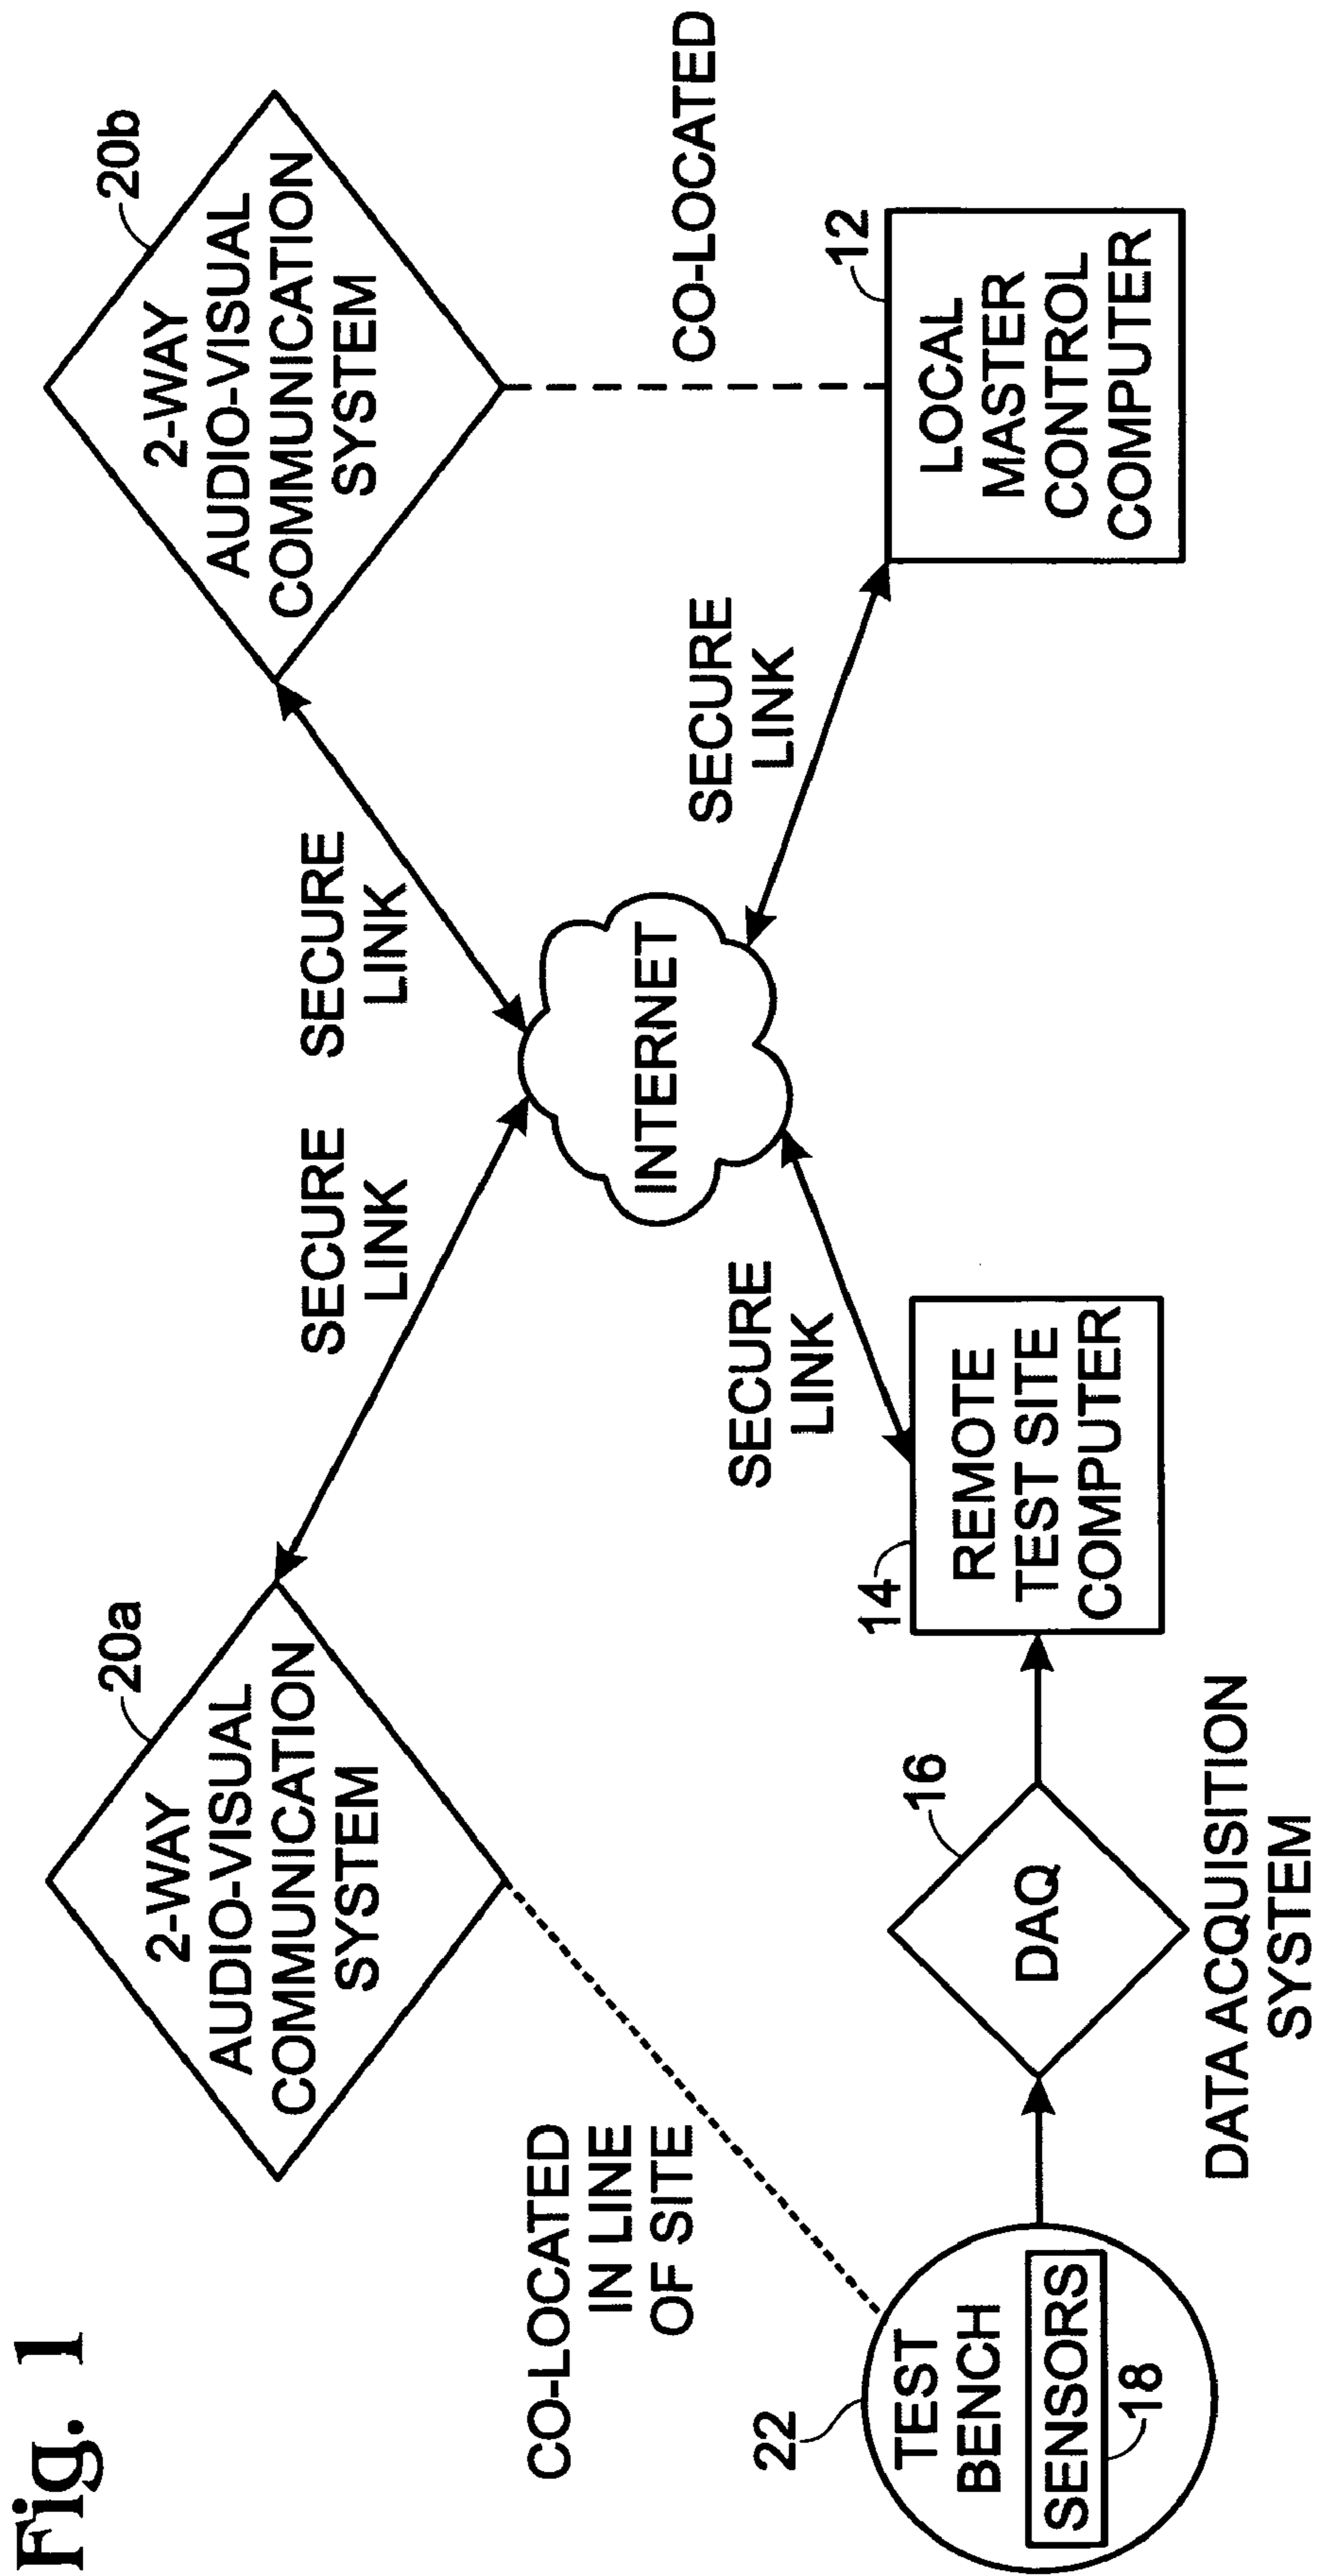 Fig. 1
20a
2-WAY
AUDIO-VISUAL
COMMUNICATION
SYSTEM
20b
2-WAY
AUDIO-VISUAL
COMMUNICATION
SYSTEM
SECURE
LINK
SECURE
LINK
CO-LOCATED
IN LINE
OF SITE
INTERNET
CO-LOCATED
SECURE
LINK
SECURE
LINK
22
TEST
BENCH
SENSORS
18
16
DAQ
DATA ACQUISITION
SYSTEM
14
REMOTE
TEST SITE
COMPUTER
12
LOCAL
MASTER
CONTROL
COMPUTER